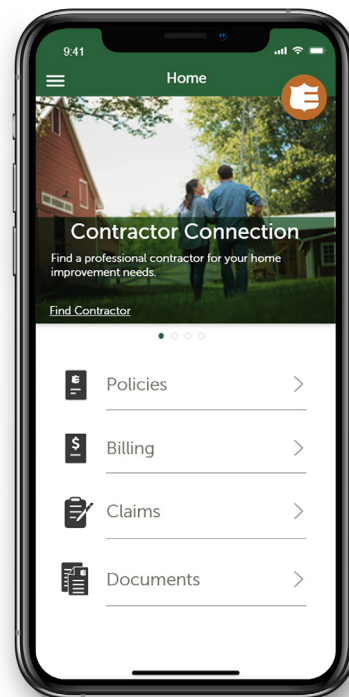 9:41
Home
Contractor Connection
Find a professional contractor for your home
improvement needs.
Find Contractor
Policies
Billing
$
Claims
Documents